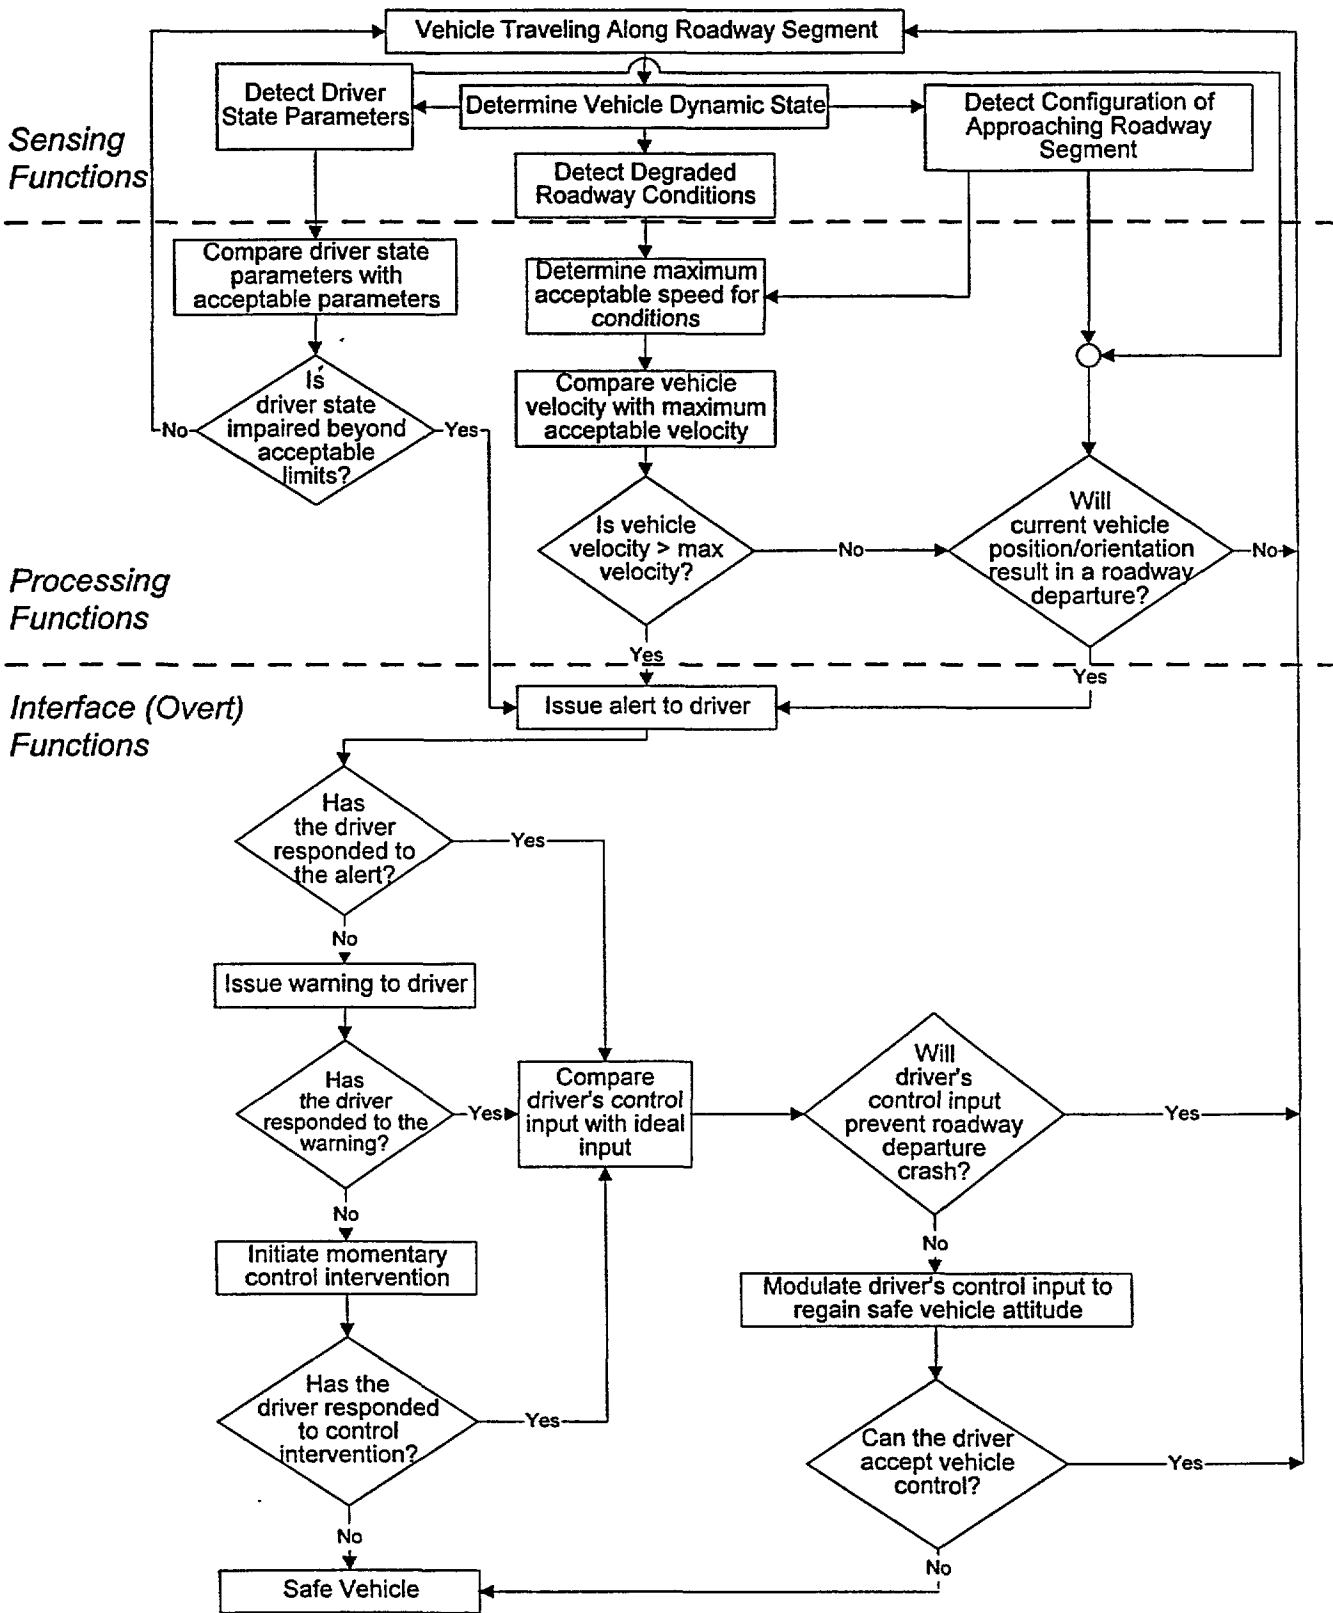 Vehicle Traveling Along Roadway Segment
Detect Driver
State Parameters
Determine Vehicle Dynamic State
Detect Configuration of
Approaching Roadway
Segment
Sensing
Functions
Detect Degraded
Roadway Conditions
Compare driver state
parameters with
acceptable parameters
Determine maximum
acceptable speed for
conditions
Is
driver state
impaired beyond
acceptable
limits?
No
Yes
Compare vehicle
velocity with maximum
acceptable velocity
Is vehicle
velocity > max
velocity?
No
Will
current vehicle
position/orientation
result in a roadway
departure?
No
Processing
Functions
Yes
Yes
Interface (Overt)
Functions
Issue alert to driver
Has
the driver
responded to
the alert?
Yes
No
Issue warning to driver
Has
the driver
responded to the
warning?
Yes
Compare
driver's control
input with ideal
input
Will
driver's
control input
prevent roadway
departure
crash?
Yes
No
No
Initiate momentary
control intervention
Modulate driver's control input to
regain safe vehicle attitude
Has the
driver responded
to control
intervention?
Yes
Can the driver
accept vehicle
control?
Yes
No
No
Safe Vehicle